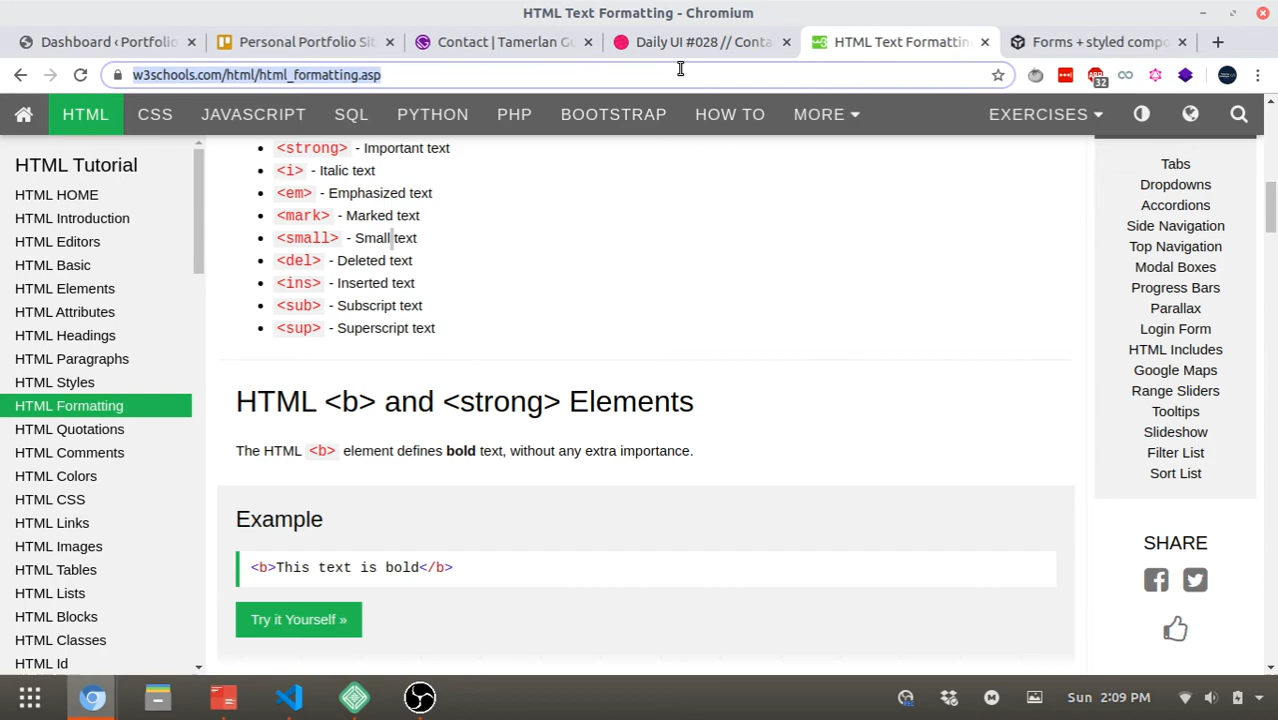 HTML Text Formatting - Chromium
Dashboard ‹ Portfolio
Personal Portfolio Sit
Contact | Tamerlan Gu
Daily UI #028 // Conta
HTML Text Formattin
Forms + styled compo
w3schools.com/html/html_formatting.asp
32
HTML CSS JAVASCRIPT SQL PYTHON PHP BOOTSTRAP HOW TO MORE EXERCISES
HTML Tutorial
HTML HOME
HTML Introduction
HTML Editors
HTML Basic
HTML Elements
HTML Attributes
HTML Headings
HTML Paragraphs
HTML Styles
HTML Formatting
HTML Quotations
HTML Comments
HTML Colors
HTML CSS
HTML Links
HTML Images
HTML Tables
HTML Lists
HTML Blocks
HTML Classes
HTML Id
<strong> - Important text
<i> - Italic text
<em> - Emphasized text
<mark> - Marked text
<small> - Small text
<del> - Deleted text
<ins> - Inserted text
<sub> - Subscript text
<sup> - Superscript text
HTML <b> and <strong> Elements
The HTML <b> element defines bold text, without any extra importance.
Example
<b>This text is bold</b>
Try it Yourself »
Tabs
Dropdowns
Accordions
Side Navigation
Top Navigation
Modal Boxes
Progress Bars
Parallax
Login Form
HTML Includes
Google Maps
Range Sliders
Tooltips
Slideshow
Filter List
Sort List
SHARE
Sun 2:09 PM